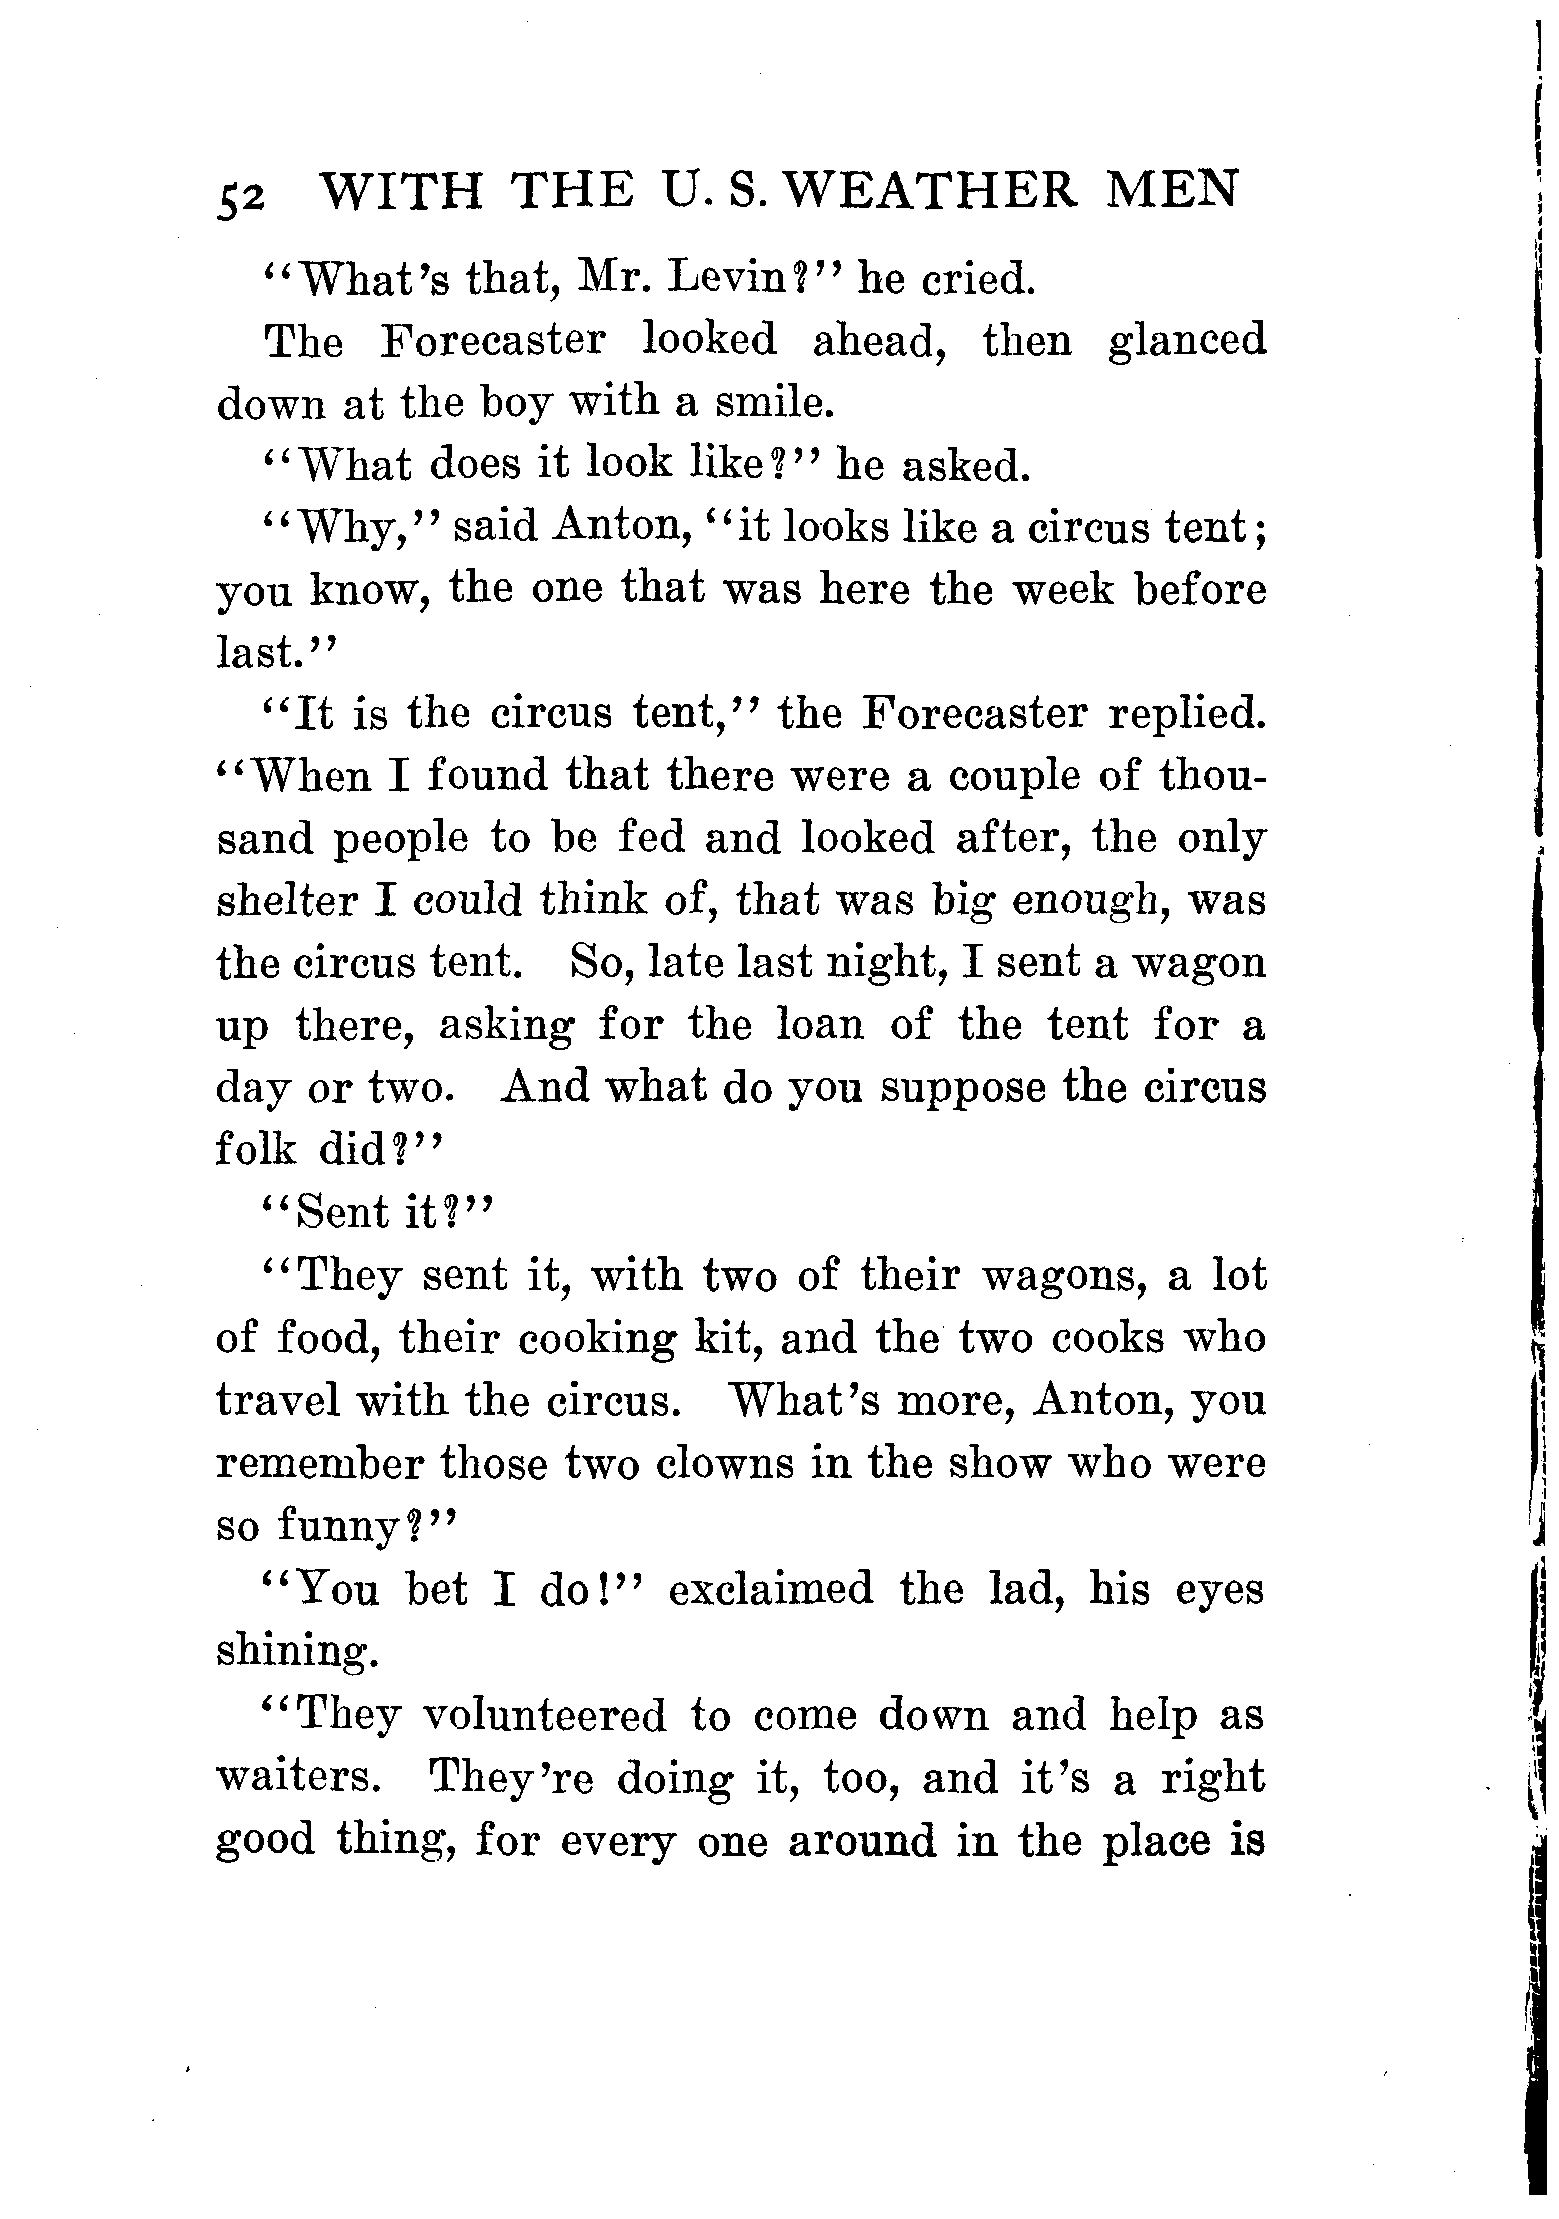 52 WITH THE U. S. WEATHER MEN
"What's that, Mr. Levin?" he cried.
The Forecaster looked ahead, then glanced
down at the boy with a smile.
"What does it look like?" he asked.
"Why," said Anton, "it looks like a circus tent;
you know, the one that was here the week before
last."
"It is the circus tent," the Forecaster replied.
"When I found that there were a couple of thou-
sand people to be fed and looked after, the only
shelter I could think of, that was big enough, was
the circus tent. So, late last night, I sent a wagon
up there, asking for the loan of the tent for a
day or two. And what do you suppose the circus
folk did?"
"Sent it?"
"They sent it, with two of their wagons, a lot
of food, their cooking kit, and the two cooks who
travel with the circus. What's more, Anton, you
remember those two clowns in the show who were
so funny?"
"You bet I do!" exclaimed the lad, his eyes
shining.
"They volunteered to come down and help as
waiters. They're doing it, too, and it's a right
good thing, for every one around in the place is